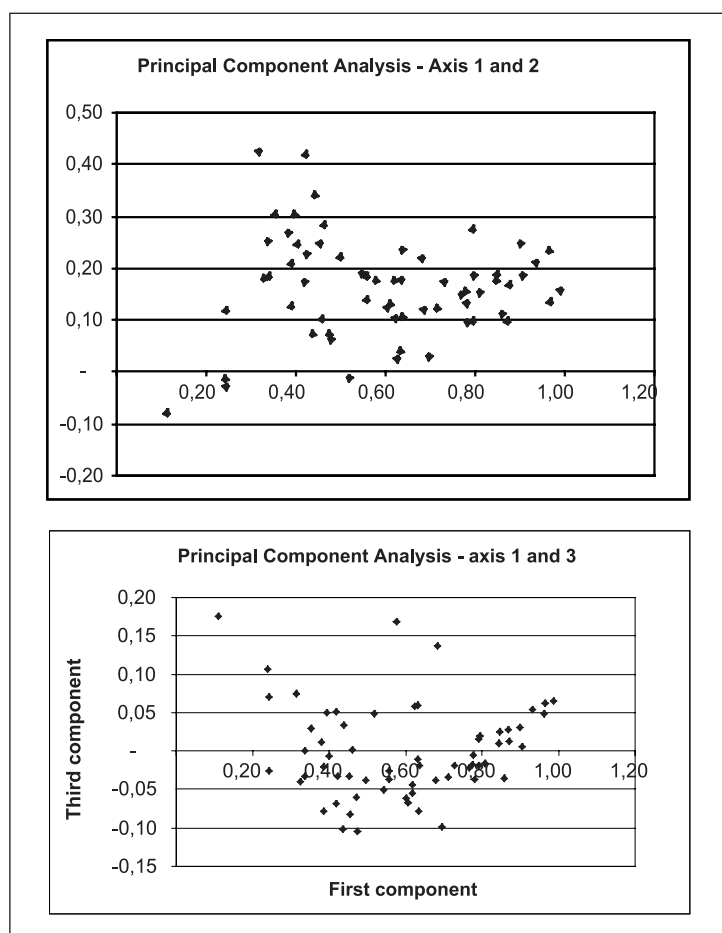 Principal Component Analysis - Axis 1 and 2
0,50
0,40
0,30
0,20
0,10
-
0,20 0,40 0,60 0,80 1,00 1,20
-0,10
-0,20
Principal Component Analysis - axis 1 and 3
Third component
0,20
0,15
0,10
0,05
-
0,20 0,40 0,60 0,80 1,00 1,20
-0,05
-0,10
-0,15
First component